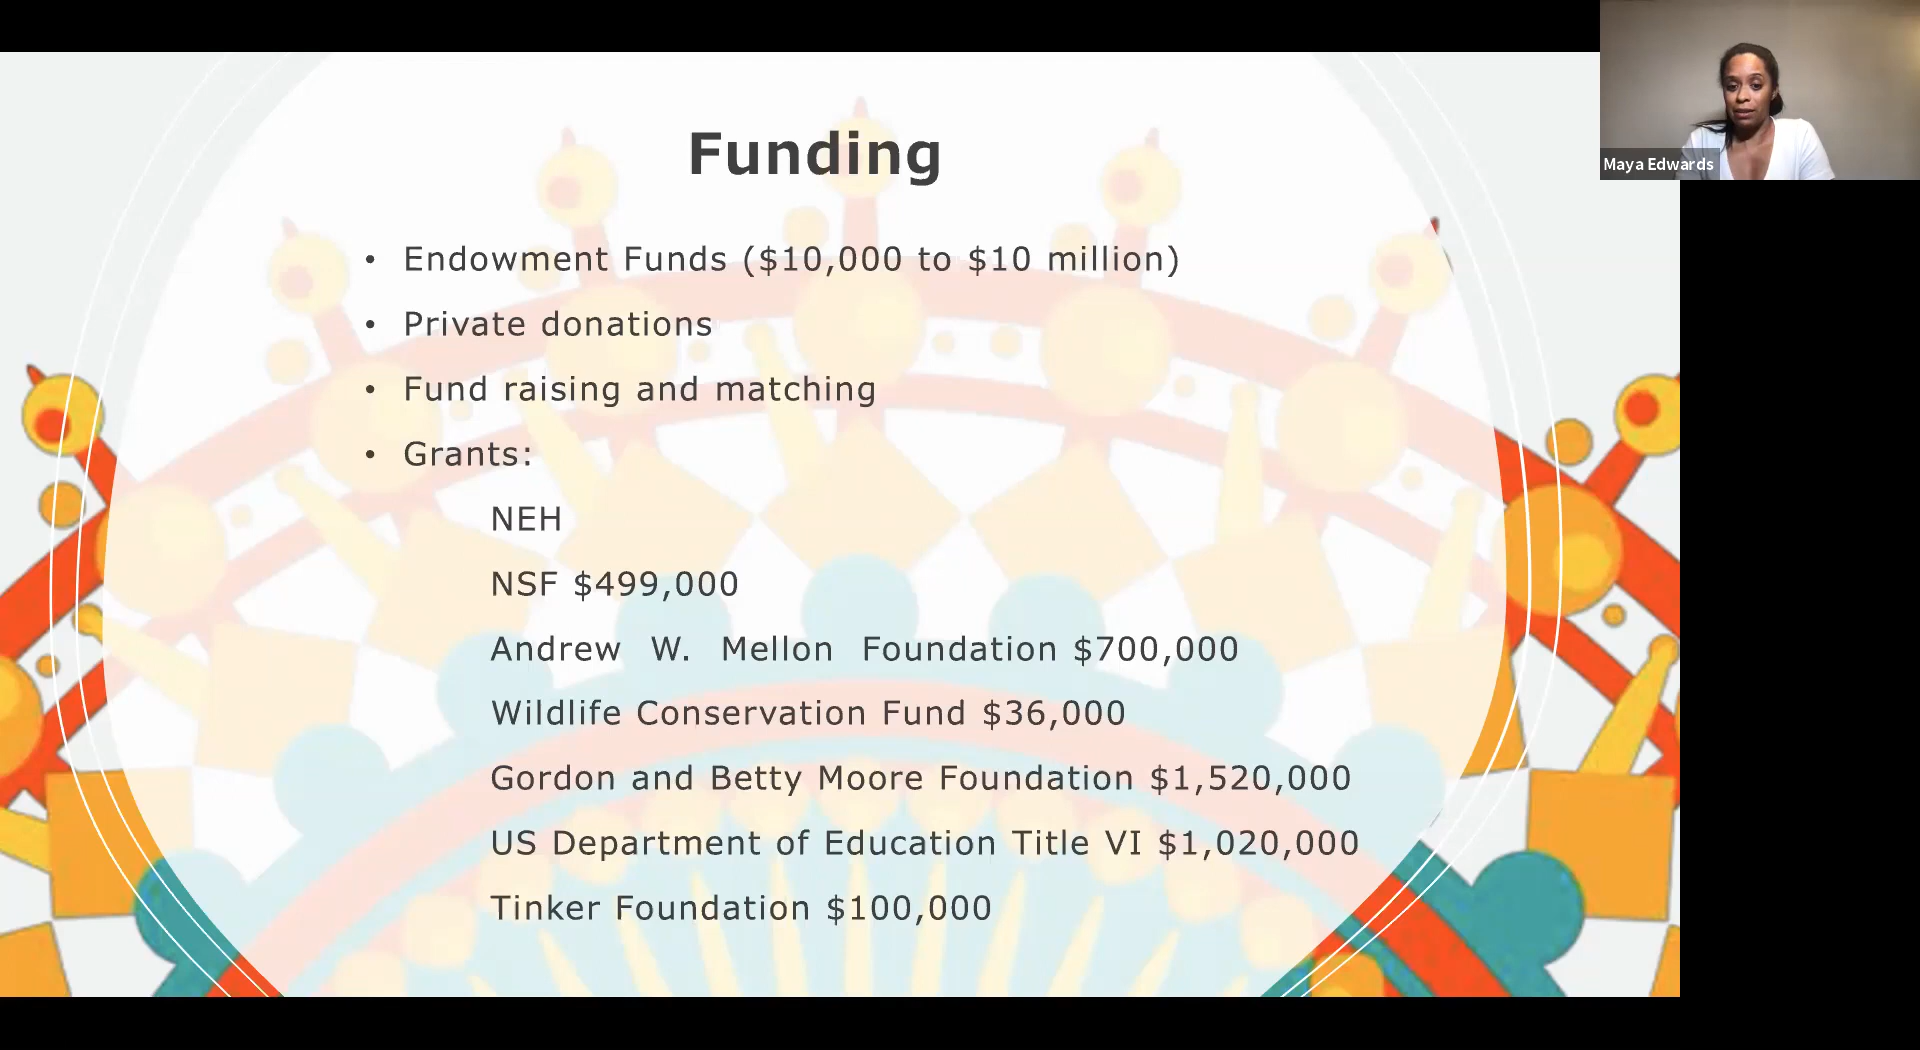 Funding
• Endowment Funds ($10,000 to $10 million)
• Private donations
• Fund raising and matching
• Grants:
NEH
NSF $499,000
Andrew W. Mellon Foundation $700,000
Wildlife Conservation Fund $36,000
Gordon and Betty Moore Foundation $1,520,000
US Department of Education Title VI $1,020,000
Tinker Foundation $100,000
Maya Edwards